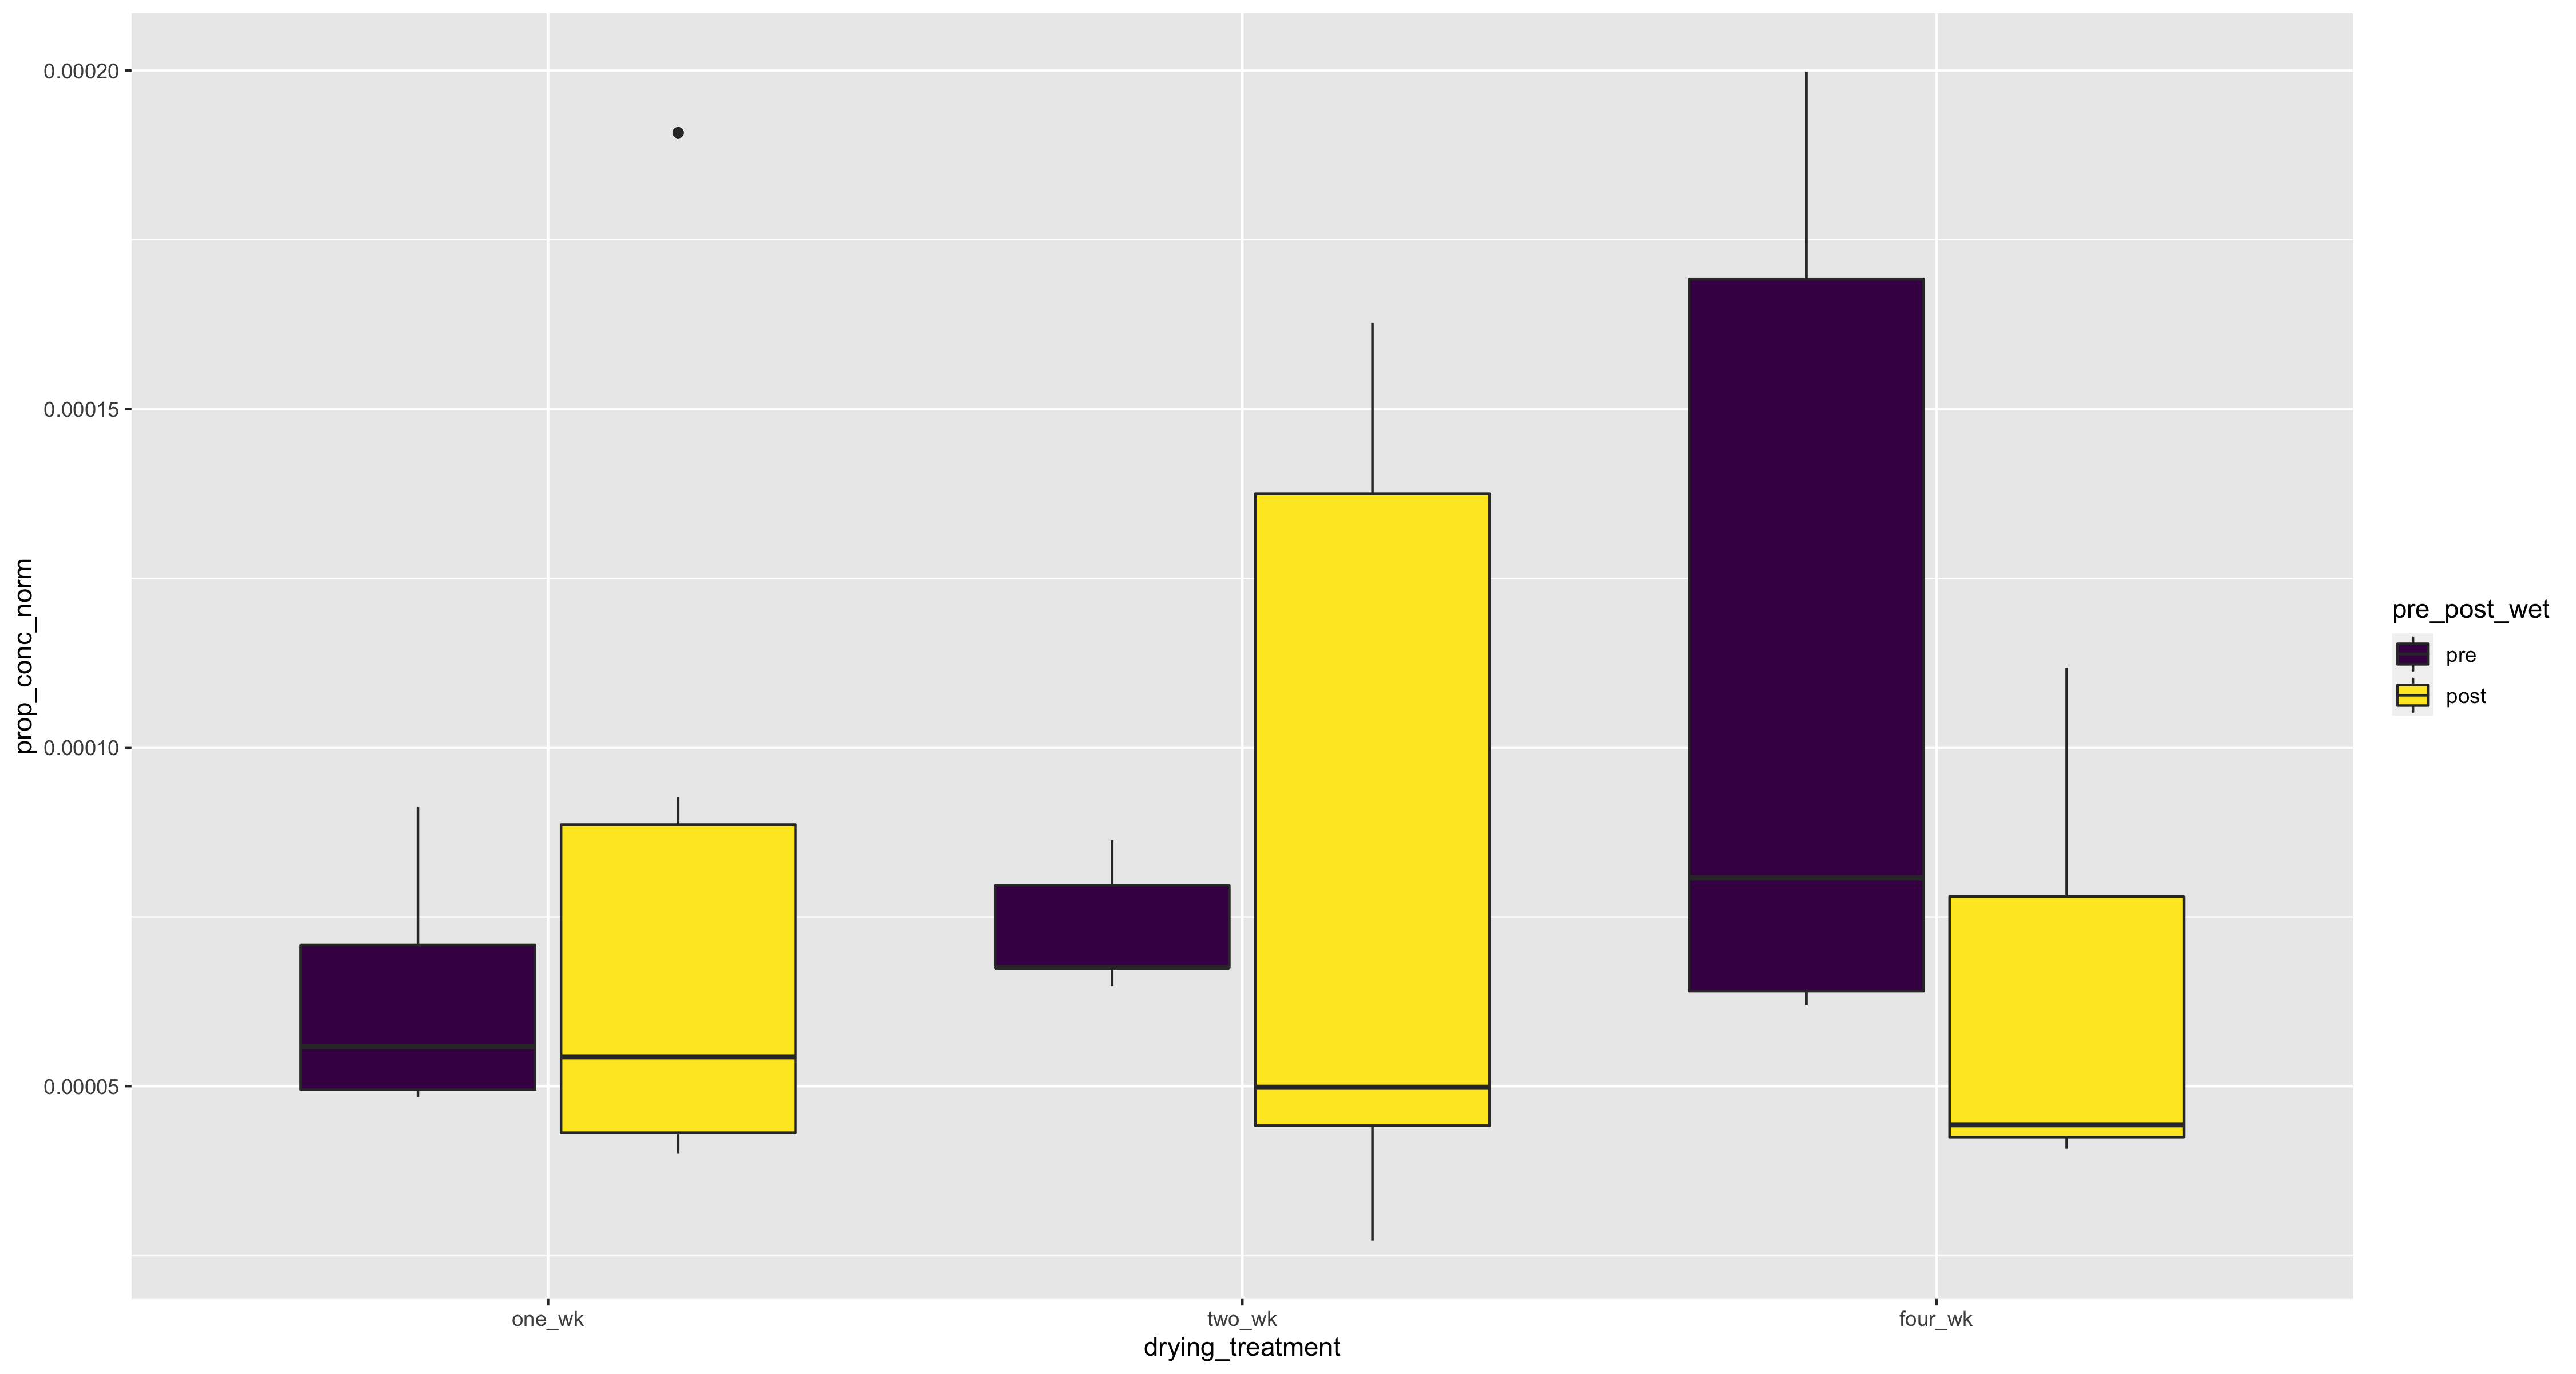 0.00020
0.00015
0.00010
0.00005
prop_conc_norm
one_wk
two_wk
four_wk
drying_treatment
pre_post_wet
pre
post